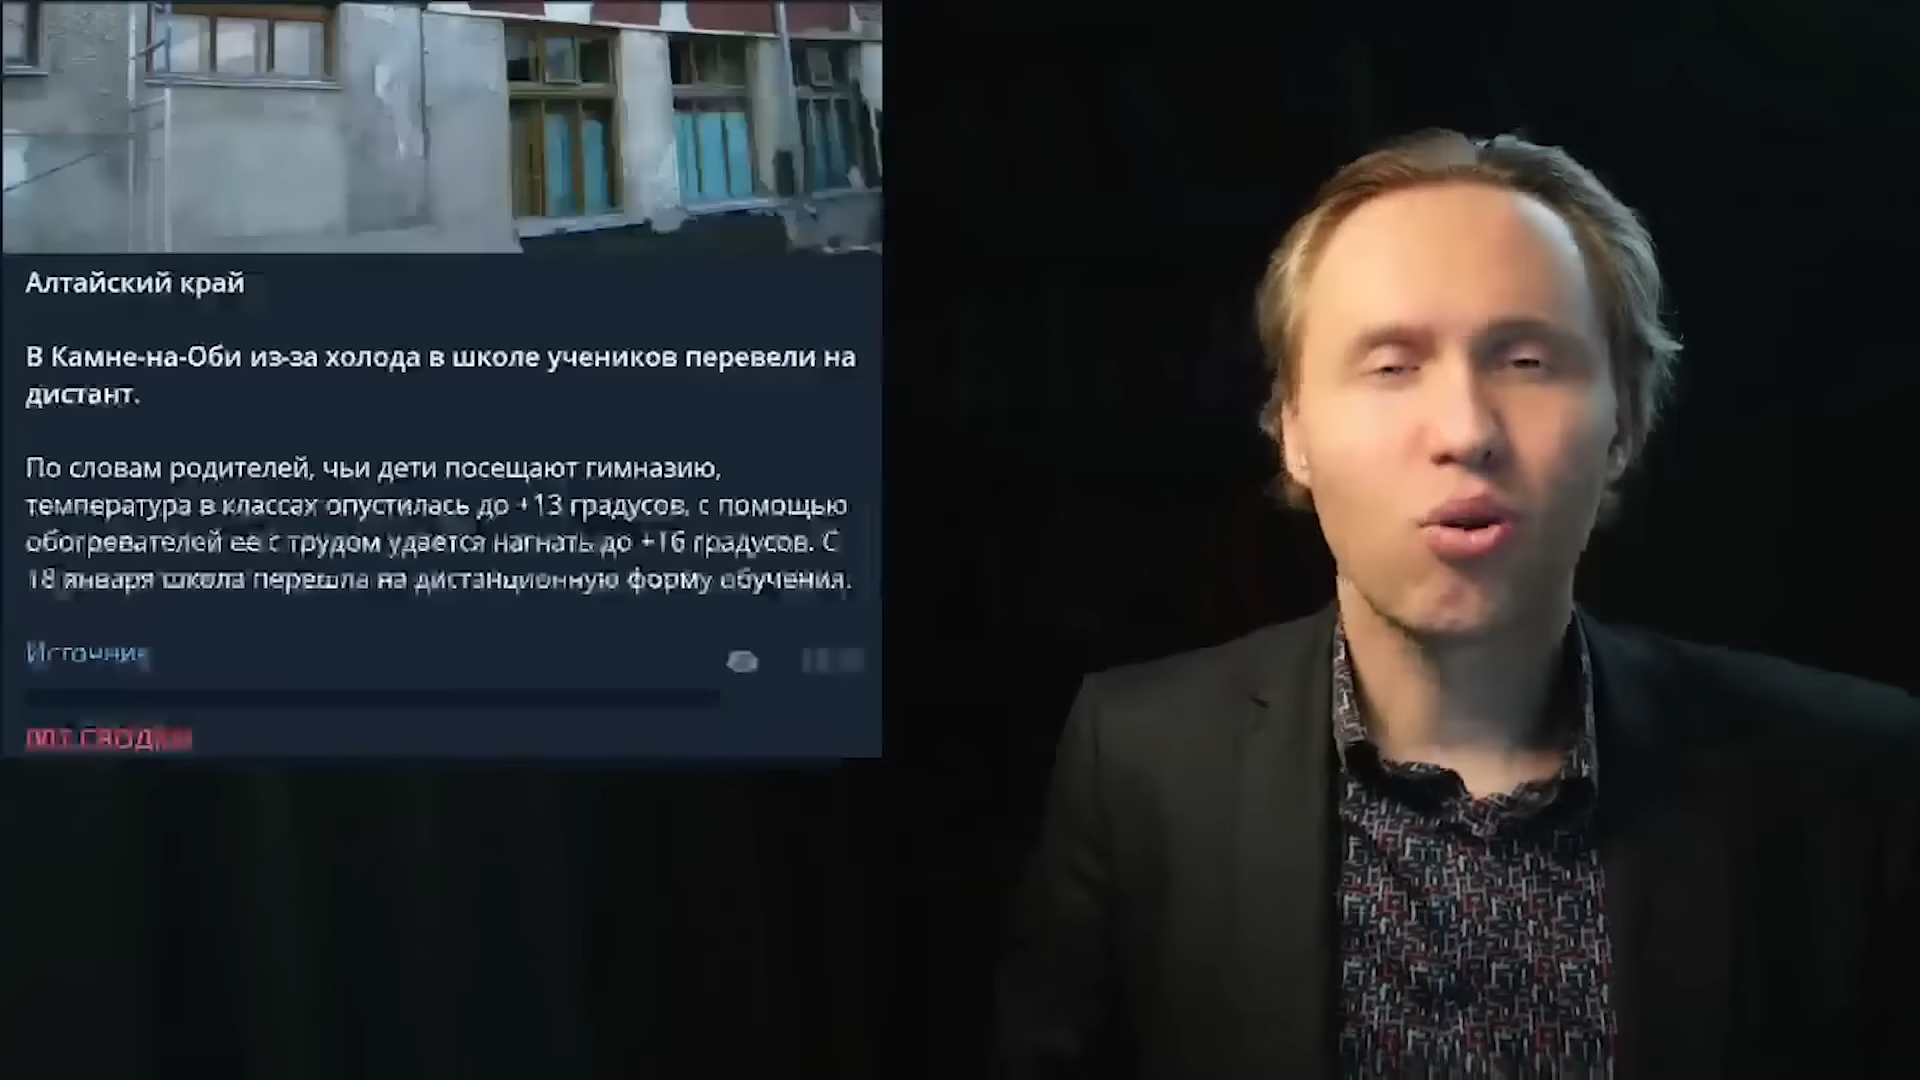 Алтайский край
В Камне-на-Оби из-за холода в школе учеников перевели на
дистант.
По словам родителей, чьи дети посещают гимназию,
температура в классах опустилась до +13 градусов, с помощью
обогревателей ее с трудом удается нагнать до +16 градусов. С
18 января школа перешла на дистанционную форму обучения.
Источник